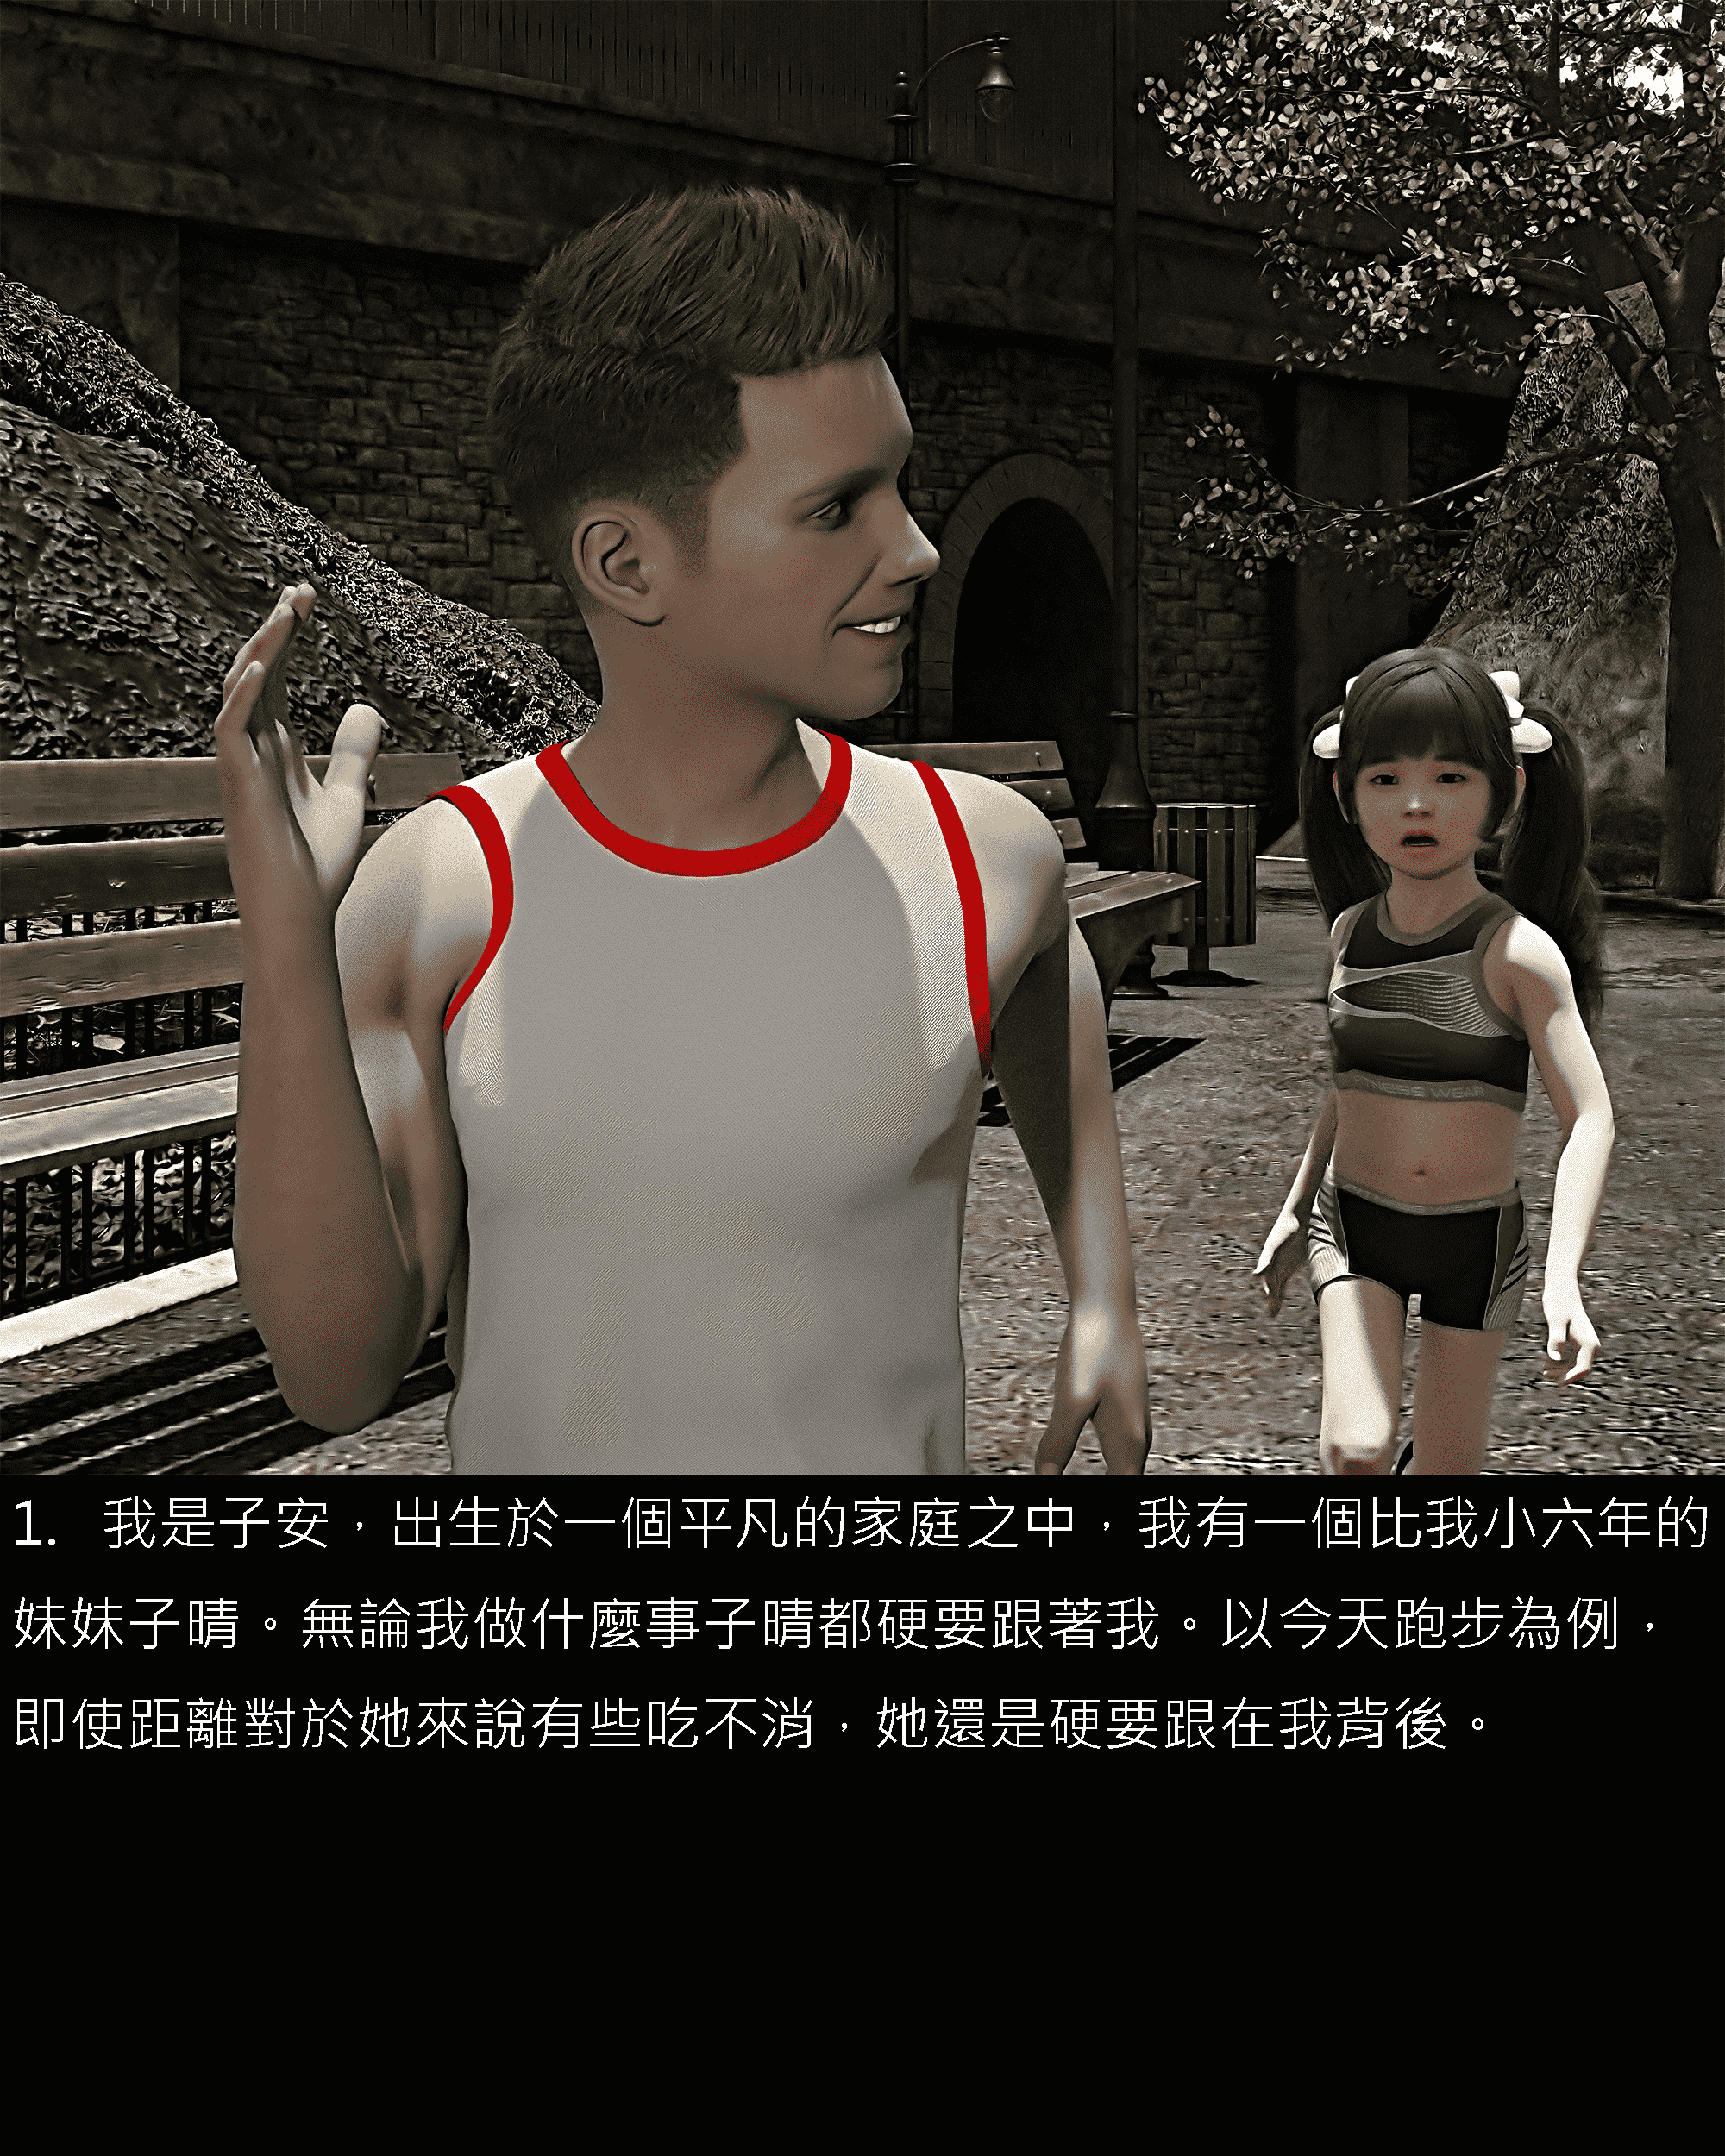 FITNESS WEAR
1. 我是子安，出生於一個平凡的家庭之中，我有一個比我小六年的
妹妹子晴。無論我做什麼事子晴都硬要跟著我。以今天跑步為例，
即使距離對於她來說有些吃不消，她還是硬要跟在我背後。